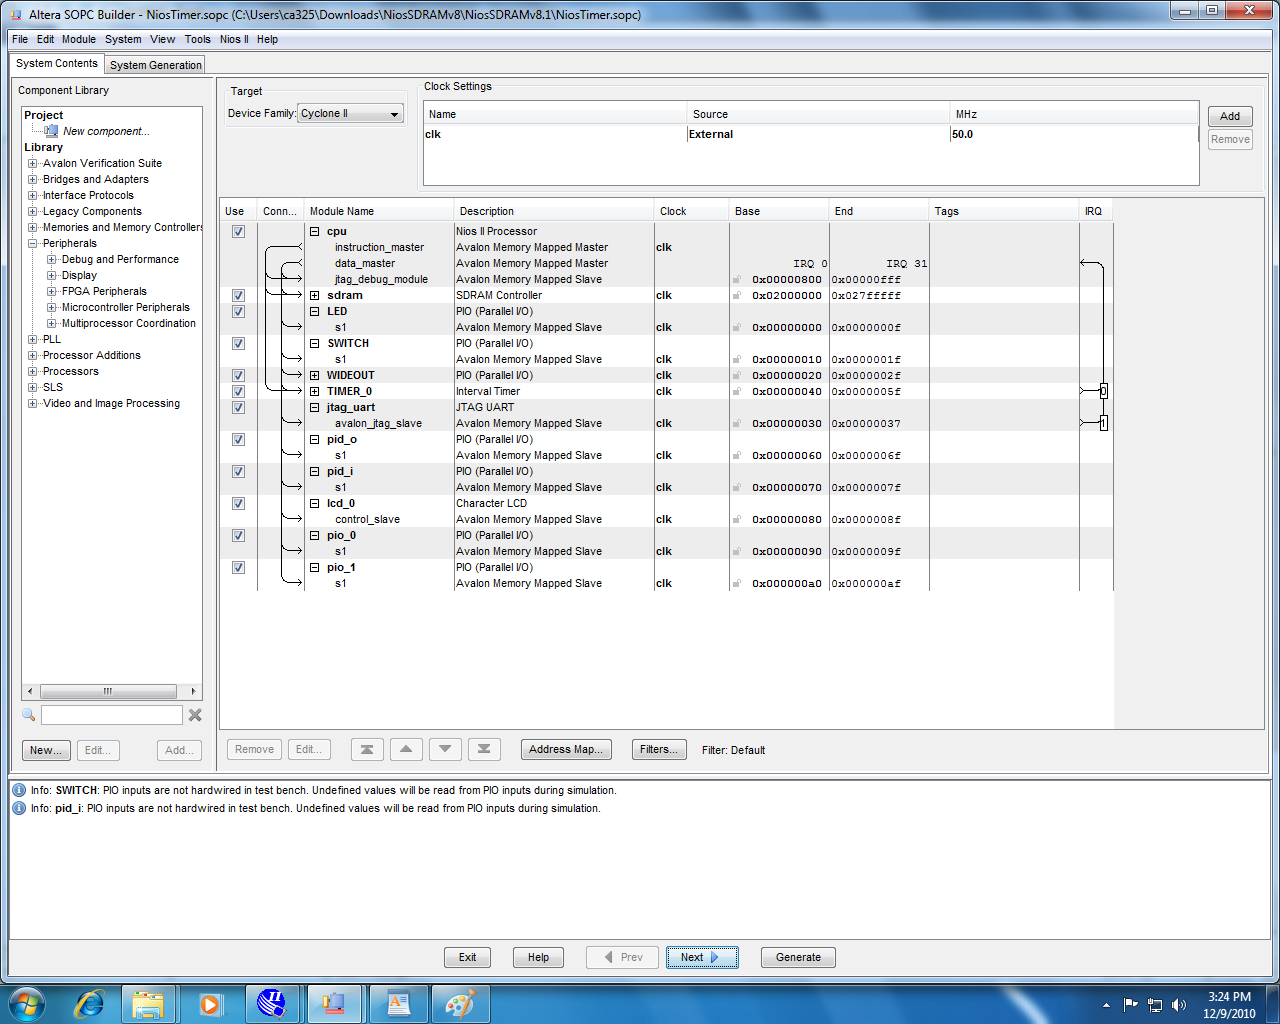 Altera SOPC Builder - NiosTimer.sopc (C:\Users\ca325\Downloads\NiosSDRAMv8\NiosSDRAMv8.1\NiosTimer.sopc)
File Edit Module System View Tools Nios II Help
System Contents System Generation
Component Library
Project
New component...
Library
Avalon Verification Suite
Bridges and Adapters
Interface Protocols
Legacy Components
Memories and Memory Controllers
Peripherals
Debug and Performance
Display
FPGA Peripherals
Microcontroller Peripherals
Multiprocessor Coordination
PLL
Processor Additions
Processors
SLS
Video and Image Processing
New... Edit... Add...
Target
Device Family: Cyclone II
Clock Settings
Name Source MHz
clk External 50.0
Add
Remove
Use Conn... Module Name Description Clock Base End Tags IRQ
cpu Nios II Processor
instruction_master Avalon Memory Mapped Master clk
data_master Avalon Memory Mapped Master IRQ 0 IRQ 31
jtag_debug_module Avalon Memory Mapped Slave 0x00000800 0x00000fff
sdram SDRAM Controller clk 0x02000000 0x027fffff
LED PIO (Parallel I/O)
s1 Avalon Memory Mapped Slave clk 0x00000000 0x0000000f
SWITCH PIO (Parallel I/O)
s1 Avalon Memory Mapped Slave clk 0x00000010 0x0000001f
WIDEOUT PIO (Parallel I/O) clk 0x00000020 0x0000002f
TIMER_0 Interval Timer clk 0x00000040 0x0000005f 0
jtag_uart JTAG UART
avalon_jtag_slave Avalon Memory Mapped Slave clk 0x00000030 0x00000037 1
pid_o PIO (Parallel I/O)
s1 Avalon Memory Mapped Slave clk 0x00000060 0x0000006f
pid_i PIO (Parallel I/O)
s1 Avalon Memory Mapped Slave clk 0x00000070 0x0000007f
lcd_0 Character LCD
control_slave Avalon Memory Mapped Slave clk 0x00000080 0x0000008f
pio_0 PIO (Parallel I/O)
s1 Avalon Memory Mapped Slave clk 0x00000090 0x0000009f
pio_1 PIO (Parallel I/O)
s1 Avalon Memory Mapped Slave clk 0x000000a0 0x000000af
Remove Edit... Address Map... Filters... Filter: Default
Info: SWITCH: PIO inputs are not hardwired in test bench. Undefined values will be read from PIO inputs during simulation.
Info: pid_i: PIO inputs are not hardwired in test bench. Undefined values will be read from PIO inputs during simulation.
Exit Help Prev Next Generate
3:24 PM
12/9/2010